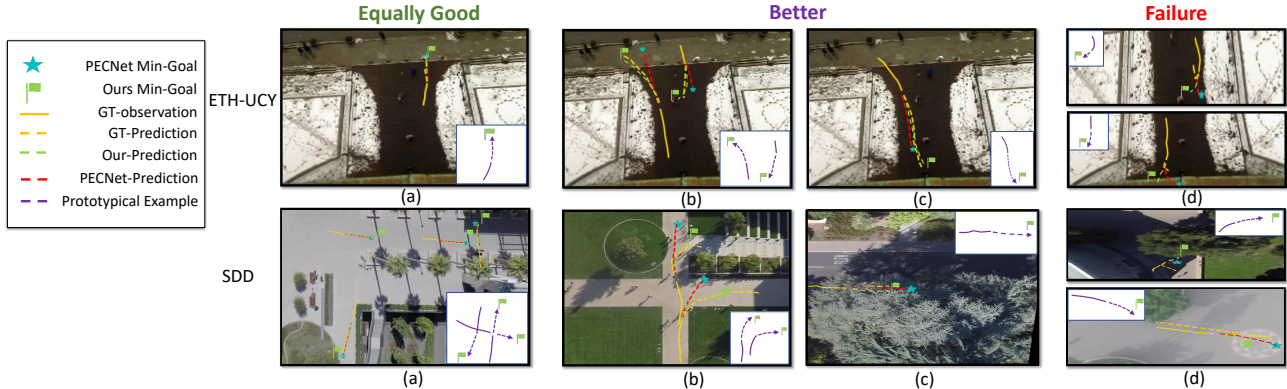 Equally Good
Better
Failure
PECNet Min-Goal
Ours Min-Goal
GT-observation
GT-Prediction
Our-Prediction
PECNet-Prediction
Prototypical Example
ETH-UCY
(a)
(b)
(c)
(d)
SDD
(a)
(b)
(c)
(d)